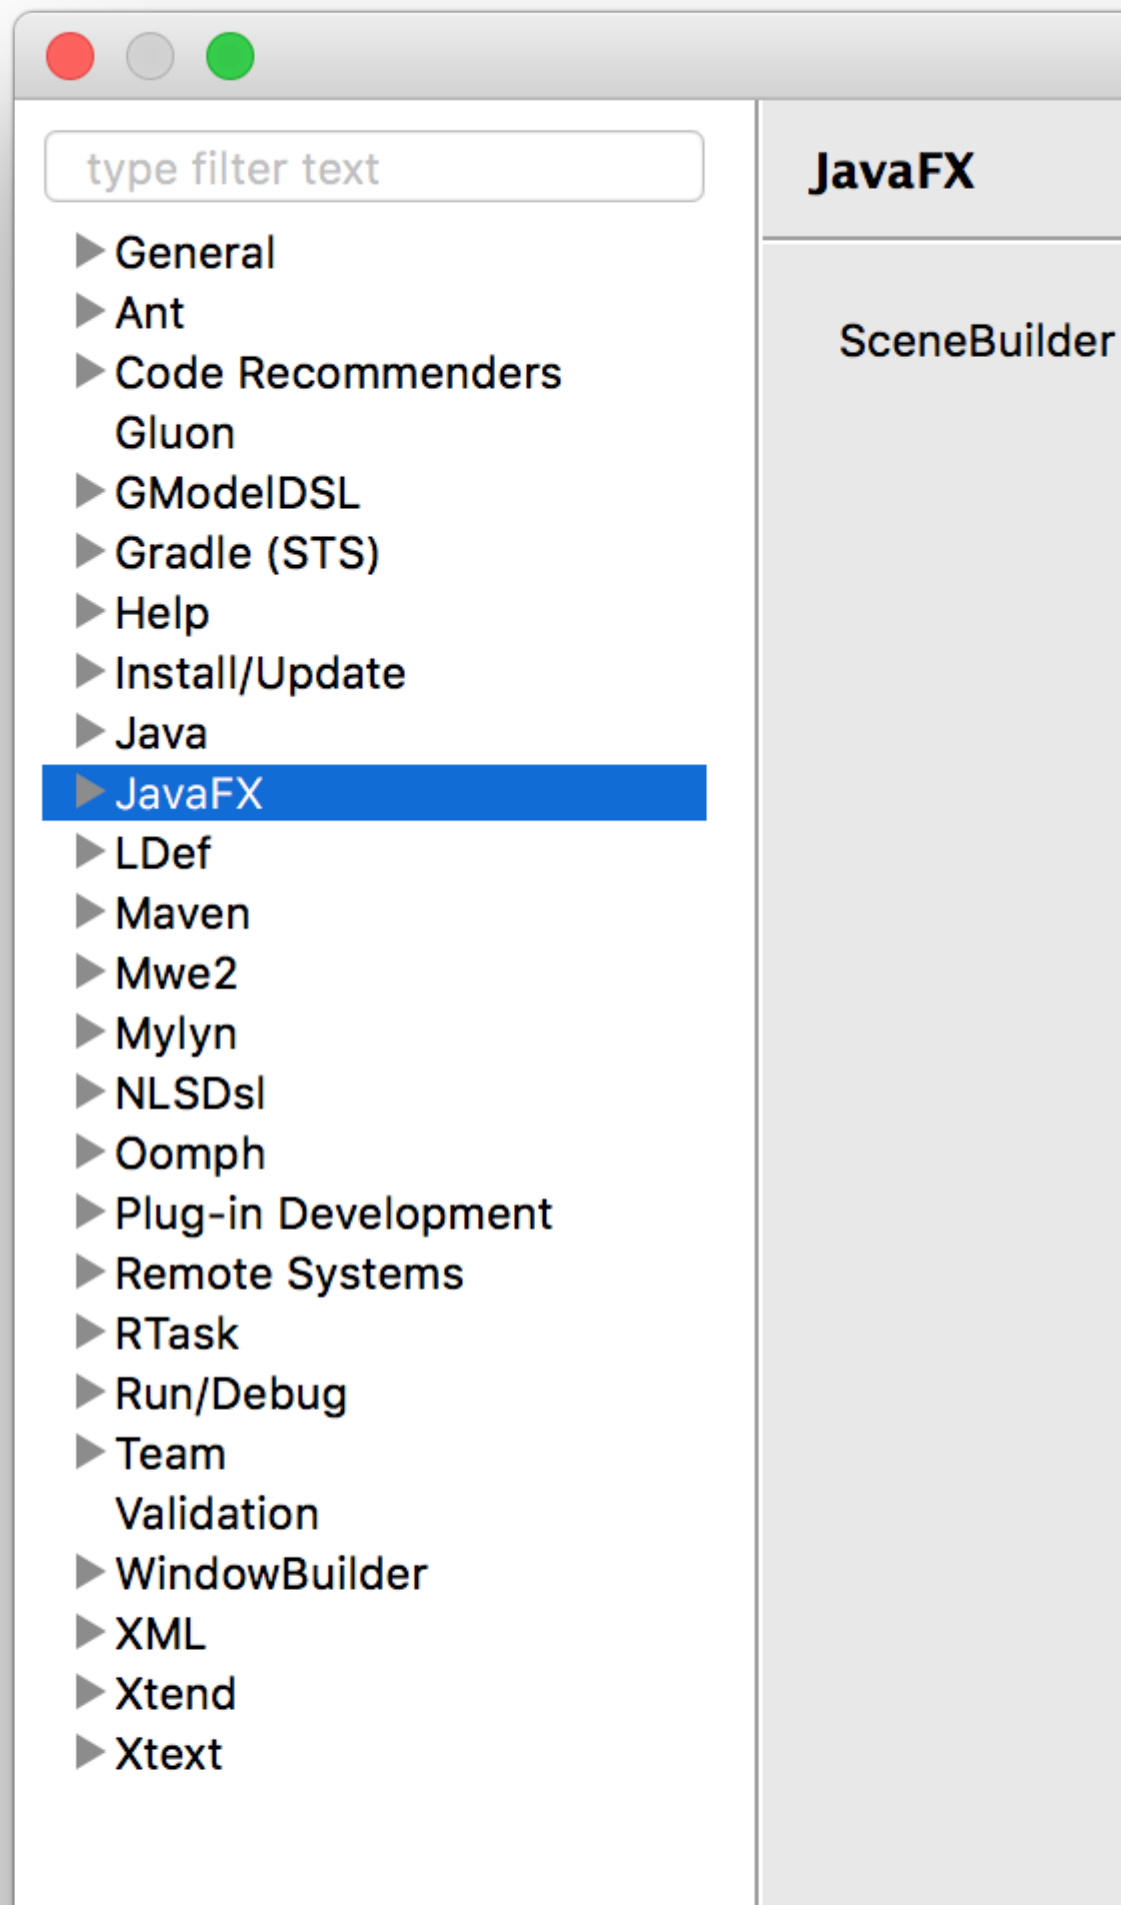 type filter text
General
Ant
Code Recommenders
Gluon
GModelDSL
Gradle (STS)
Help
Install/Update
Java
JavaFX
LDef
Maven
Mwe2
Mylyn
NLSDsl
Oomph
Plug-in Development
Remote Systems
RTask
Run/Debug
Team
Validation
WindowBuilder
XML
Xtend
Xtext
JavaFX
SceneBuilder